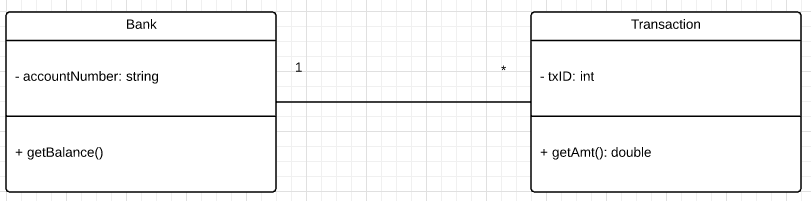 Bank
- accountNumber: string
+ getBalance()
1
*
Transaction
- txID: int
+ getAmt(): double